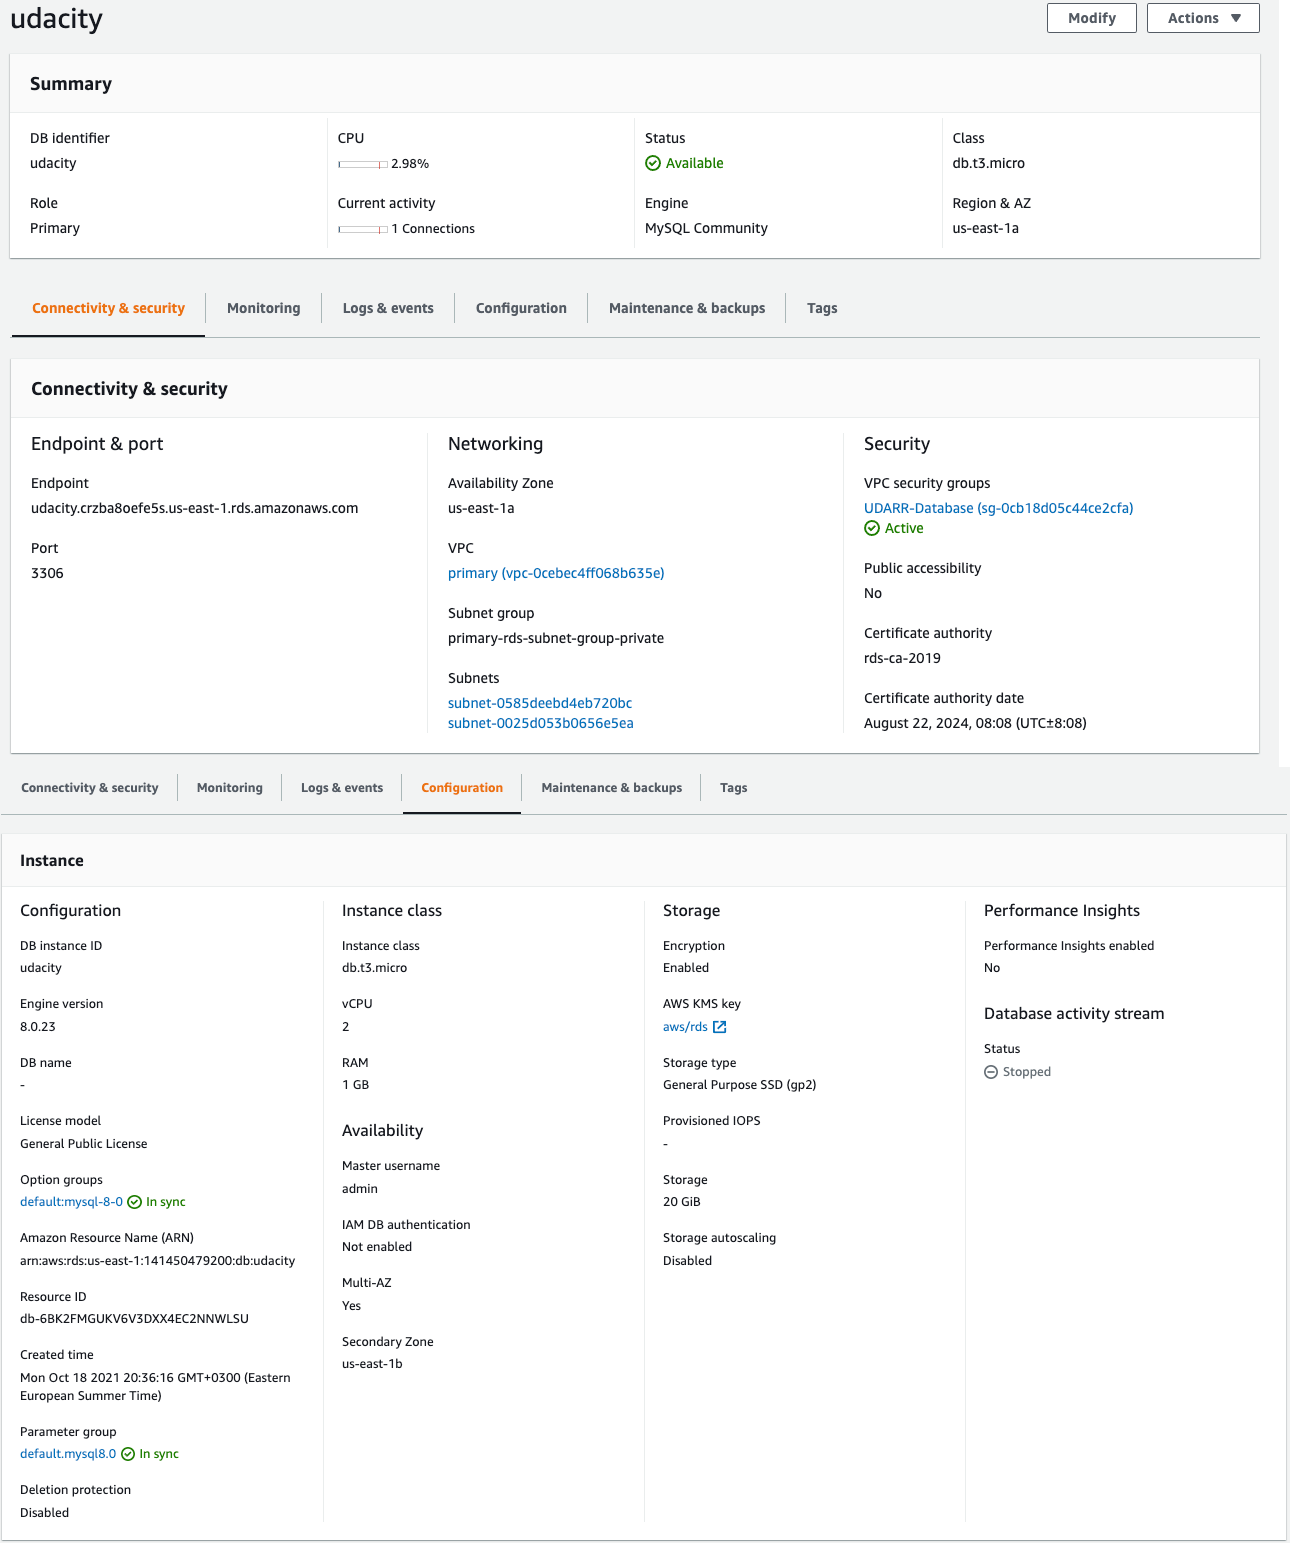 udacity
Modify
Actions
Summary
DB identifier
udacity
CPU
2.98%
Status
Available
Class
db.t3.micro
Role
Primary
Current activity
1 Connections
Engine
MySQL Community
Region & AZ
us-east-1a
Connectivity & security
Monitoring
Logs & events
Configuration
Maintenance & backups
Tags
Connectivity & security
Endpoint & port
Endpoint
udacity.crzba8oefe5s.us-east-1.rds.amazonaws.com
Port
3306
Networking
Availability Zone
us-east-1a
VPC
primary (vpc-0cebec4ff068b635e)
Subnet group
primary-rds-subnet-group-private
Subnets
subnet-0585deebd4eb720bc
subnet-0025d053b0656e5ea
Security
VPC security groups
UDARR-Database (sg-0cb18d05c44ce2cfa)
Active
Public accessibility
No
Certificate authority
rds-ca-2019
Certificate authority date
August 22, 2024, 08:08 (UTC±8:08)
Connectivity & security
Monitoring
Logs & events
Configuration
Maintenance & backups
Tags
Instance
Configuration
DB instance ID
udacity
Engine version
8.0.23
DB name
-
License model
General Public License
Option groups
default:mysql-8-0 In sync
Amazon Resource Name (ARN)
arn:aws:rds:us-east-1:141450479200:db:udacity
Resource ID
db-6BK2FMGUKV6V3DXX4EC2NNWLSU
Created time
Mon Oct 18 2021 20:36:16 GMT+0300 (Eastern
European Summer Time)
Parameter group
default.mysql8.0 In sync
Deletion protection
Disabled
Instance class
Instance class
db.t3.micro
vCPU
2
RAM
1 GB
Availability
Master username
admin
IAM DB authentication
Not enabled
Multi-AZ
Yes
Secondary Zone
us-east-1b
Storage
Encryption
Enabled
AWS KMS key
aws/rds
Storage type
General Purpose SSD (gp2)
Provisioned IOPS
-
Storage
20 GiB
Storage autoscaling
Disabled
Performance Insights
Performance Insights enabled
No
Database activity stream
Status
Stopped